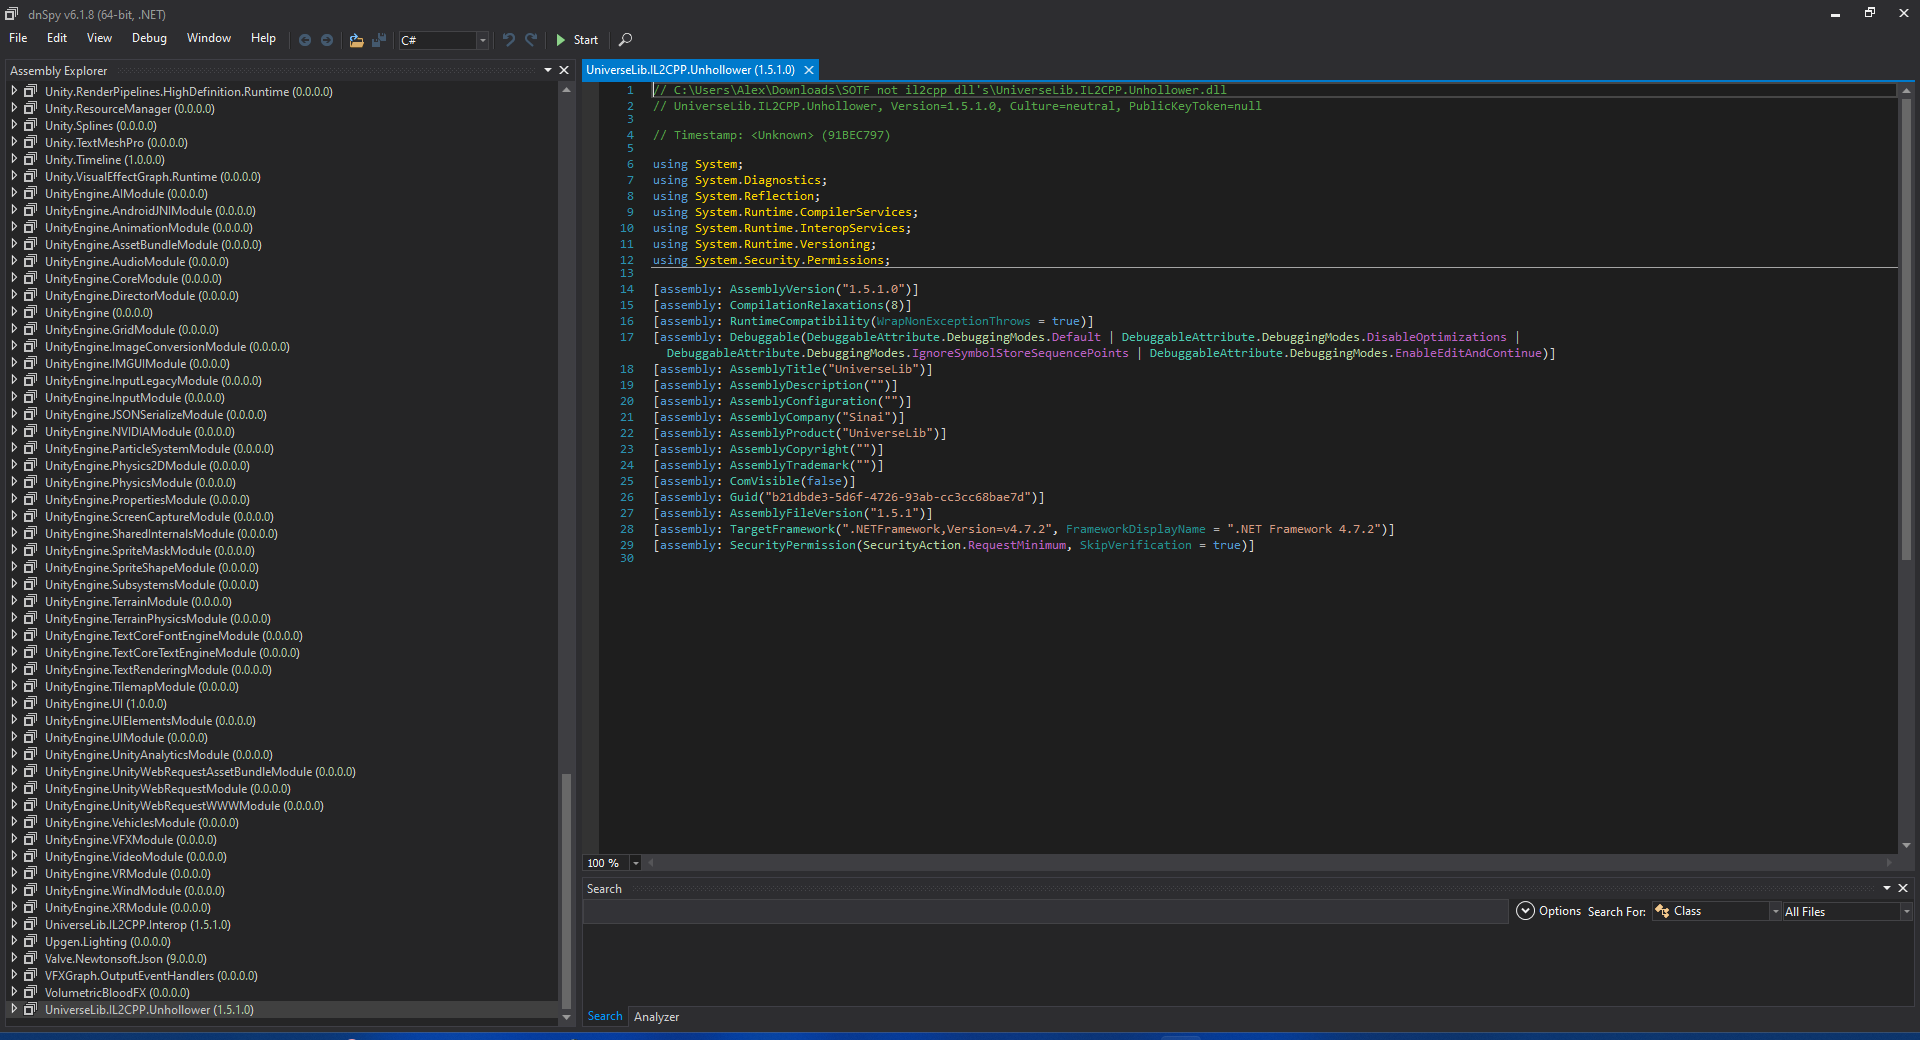 dnSpy v6.1.8 (64-bit, .NET)
File Edit View Debug Window Help C# Start
Assembly Explorer
Unity.RenderPipelines.HighDefinition.Runtime (0.0.0.0)
Unity.ResourceManager (0.0.0.0)
Unity.Splines (0.0.0.0)
Unity.TextMeshPro (0.0.0.0)
Unity.Timeline (1.0.0.0)
Unity.VisualEffectGraph.Runtime (0.0.0.0)
UnityEngine.AIModule (0.0.0.0)
UnityEngine.AndroidJNIModule (0.0.0.0)
UnityEngine.AnimationModule (0.0.0.0)
UnityEngine.AssetBundleModule (0.0.0.0)
UnityEngine.AudioModule (0.0.0.0)
UnityEngine.CoreModule (0.0.0.0)
UnityEngine.DirectorModule (0.0.0.0)
UnityEngine (0.0.0.0)
UnityEngine.GridModule (0.0.0.0)
UnityEngine.ImageConversionModule (0.0.0.0)
UnityEngine.IMGUIModule (0.0.0.0)
UnityEngine.InputLegacyModule (0.0.0.0)
UnityEngine.InputModule (0.0.0.0)
UnityEngine.JSONSerializeModule (0.0.0.0)
UnityEngine.NVIDIAModule (0.0.0.0)
UnityEngine.ParticleSystemModule (0.0.0.0)
UnityEngine.Physics2DModule (0.0.0.0)
UnityEngine.PhysicsModule (0.0.0.0)
UnityEngine.PropertiesModule (0.0.0.0)
UnityEngine.ScreenCaptureModule (0.0.0.0)
UnityEngine.SharedInternalsModule (0.0.0.0)
UnityEngine.SpriteMaskModule (0.0.0.0)
UnityEngine.SpriteShapeModule (0.0.0.0)
UnityEngine.SubsystemsModule (0.0.0.0)
UnityEngine.TerrainModule (0.0.0.0)
UnityEngine.TerrainPhysicsModule (0.0.0.0)
UnityEngine.TextCoreFontEngineModule (0.0.0.0)
UnityEngine.TextCoreTextEngineModule (0.0.0.0)
UnityEngine.TextRenderingModule (0.0.0.0)
UnityEngine.TilemapModule (0.0.0.0)
UnityEngine.UI (1.0.0.0)
UnityEngine.UIElementsModule (0.0.0.0)
UnityEngine.UIModule (0.0.0.0)
UnityEngine.UnityAnalyticsModule (0.0.0.0)
UnityEngine.UnityWebRequestAssetBundleModule (0.0.0.0)
UnityEngine.UnityWebRequestModule (0.0.0.0)
UnityEngine.UnityWebRequestWWWModule (0.0.0.0)
UnityEngine.VehiclesModule (0.0.0.0)
UnityEngine.VFXModule (0.0.0.0)
UnityEngine.VideoModule (0.0.0.0)
UnityEngine.VRModule (0.0.0.0)
UnityEngine.WindModule (0.0.0.0)
UnityEngine.XRModule (0.0.0.0)
UniverseLib.IL2CPP.Interop (1.5.1.0)
Upgen.Lighting (0.0.0.0)
Valve.Newtonsoft.Json (9.0.0.0)
VFXGraph.OutputEventHandlers (0.0.0.0)
VolumetricBloodFX (0.0.0.0)
UniverseLib.IL2CPP.Unhollower (1.5.1.0)
UniverseLib.IL2CPP.Unhollower (1.5.1.0)
1 // C:\Users\Alex\Downloads\SOTF not il2cpp dll's\UniverseLib.IL2CPP.Unhollower.dll
2 // UniverseLib.IL2CPP.Unhollower, Version=1.5.1.0, Culture=neutral, PublicKeyToken=null
3
4 // Timestamp: <Unknown> (91BEC797)
5
6 using System;
7 using System.Diagnostics;
8 using System.Reflection;
9 using System.Runtime.CompilerServices;
10 using System.Runtime.InteropServices;
11 using System.Runtime.Versioning;
12 using System.Security.Permissions;
13
14 [assembly: AssemblyVersion("1.5.1.0")]
15 [assembly: CompilationRelaxations(8)]
16 [assembly: RuntimeCompatibility(WrapNonExceptionThrows = true)]
17 [assembly: Debuggable(DebuggableAttribute.DebuggingModes.Default | DebuggableAttribute.DebuggingModes.DisableOptimizations |
DebuggableAttribute.DebuggingModes.IgnoreSymbolStoreSequencePoints | DebuggableAttribute.DebuggingModes.EnableEditAndContinue)]
18 [assembly: AssemblyTitle("UniverseLib")]
19 [assembly: AssemblyDescription("")]
20 [assembly: AssemblyConfiguration("")]
21 [assembly: AssemblyCompany("Sinai")]
22 [assembly: AssemblyProduct("UniverseLib")]
23 [assembly: AssemblyCopyright("")]
24 [assembly: AssemblyTrademark("")]
25 [assembly: ComVisible(false)]
26 [assembly: Guid("b21dbde3-5d6f-4726-93ab-cc3cc68bae7d")]
27 [assembly: AssemblyFileVersion("1.5.1")]
28 [assembly: TargetFramework(".NETFramework,Version=v4.7.2", FrameworkDisplayName = ".NET Framework 4.7.2")]
29 [assembly: SecurityPermission(SecurityAction.RequestMinimum, SkipVerification = true)]
30
100 %
Search
Options Search For: Class All Files
Search Analyzer